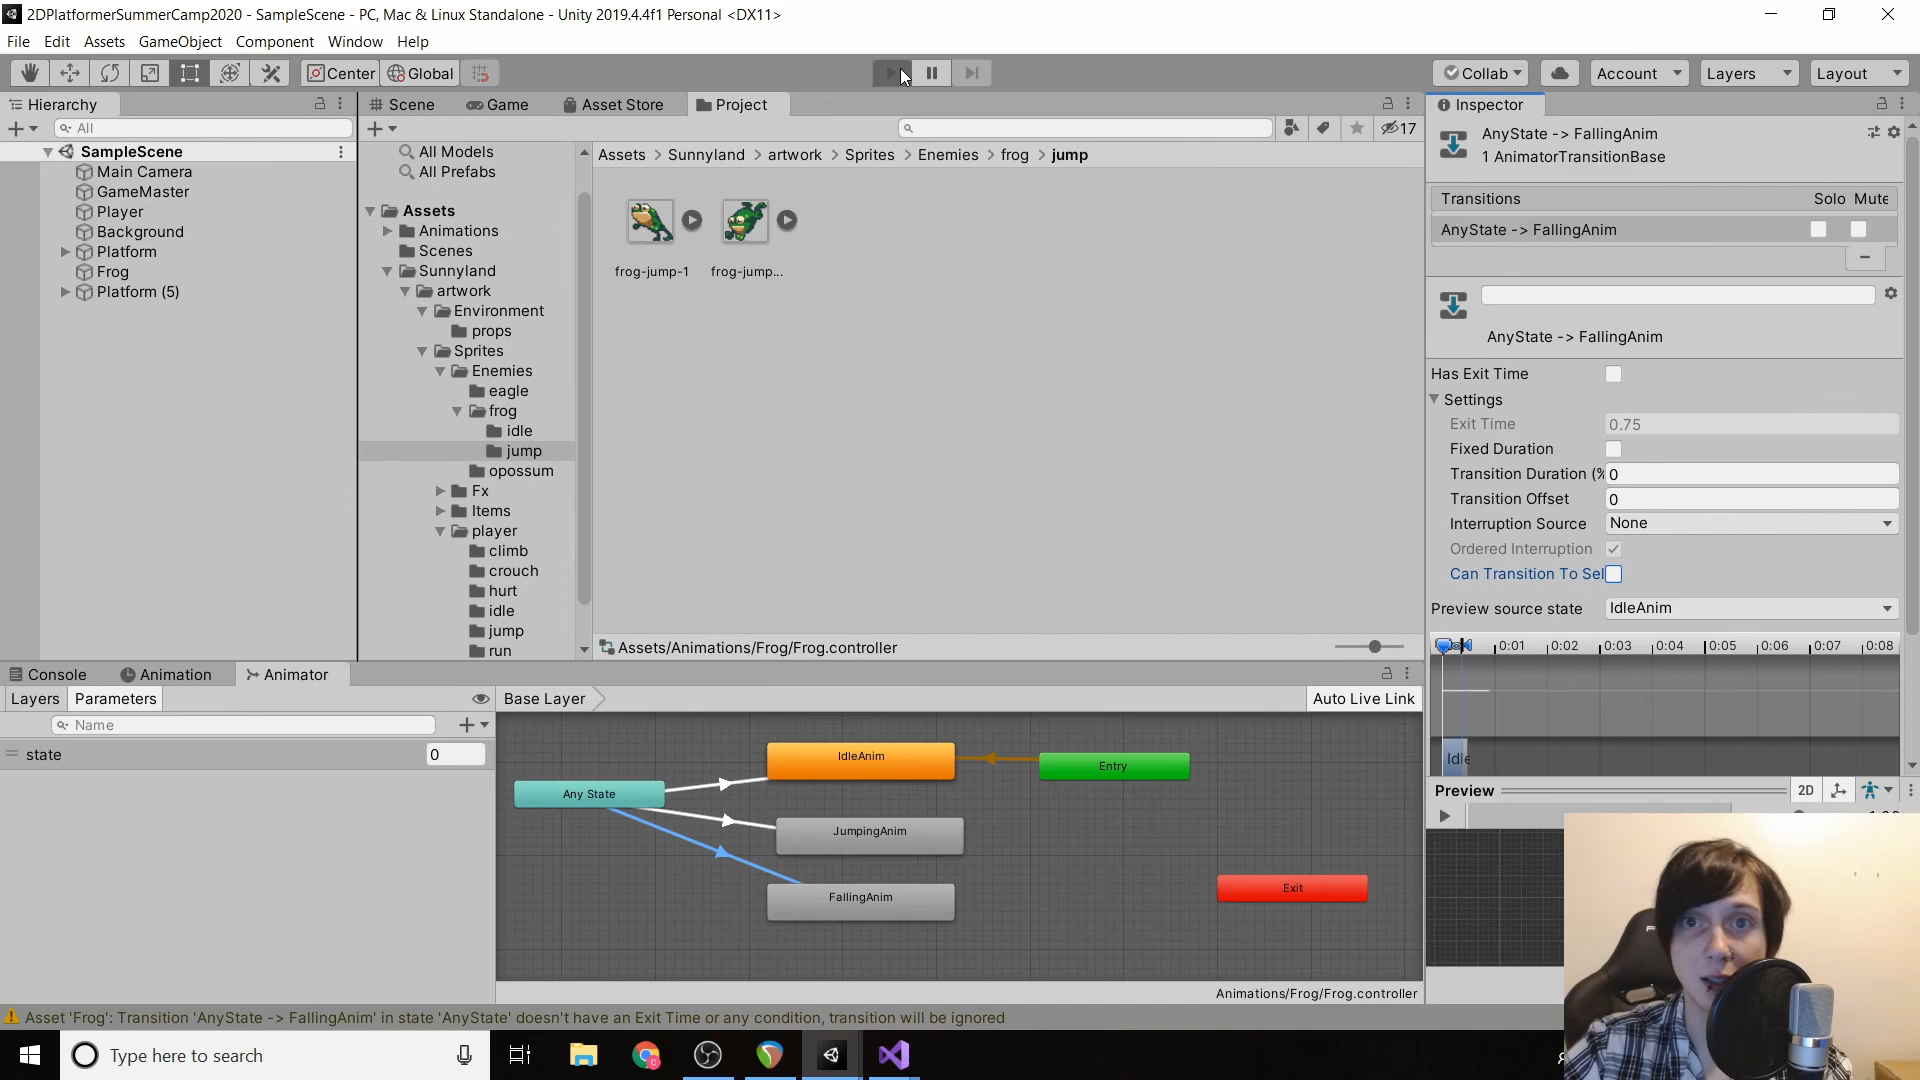 2DPlatformerSummerCamp2020 - SampleScene - PC, Mac & Linux Standalone - Unity 2019.4.4f1 Personal <DX11>
File Edit Assets GameObject Component Window Help
Center Global Collab Account Layers Layout
Hierarchy
All
SampleScene
Main Camera
GameMaster
Player
Background
Platform
Frog
Platform (5)
Scene Game Asset Store Project
17
All Models
All Prefabs
Assets
Animations
Scenes
Sunnyland
artwork
Environment
props
Sprites
Enemies
eagle
frog
idle
jump
opossum
Fx
Items
player
climb
crouch
hurt
idle
jump
run
Assets > Sunnyland > artwork > Sprites > Enemies > frog > jump
frog-jump-1 frog-jump...
Assets/Animations/Frog/Frog.controller
Inspector
AnyState -> FallingAnim
1 AnimatorTransitionBase
Transitions Solo Mute
AnyState -> FallingAnim
AnyState -> FallingAnim
Has Exit Time
Settings
Exit Time 0.75
Fixed Duration
Transition Duration (% 0
Transition Offset 0
Interruption Source None
Ordered Interruption
Can Transition To Sel
Preview source state IdleAnim
0:01 0:02 0:03 0:04 0:05 0:06 0:07 0:08
Idle
Preview 2D
Console Animation Animator
Layers Parameters
Name
state 0
Base Layer Auto Live Link
IdleAnim
Entry
Any State
JumpingAnim
FallingAnim
Exit
Animations/Frog/Frog.controller
Asset 'Frog': Transition 'AnyState -> FallingAnim' in state 'AnyState' doesn't have an Exit Time or any condition, transition will be ignored
Type here to search